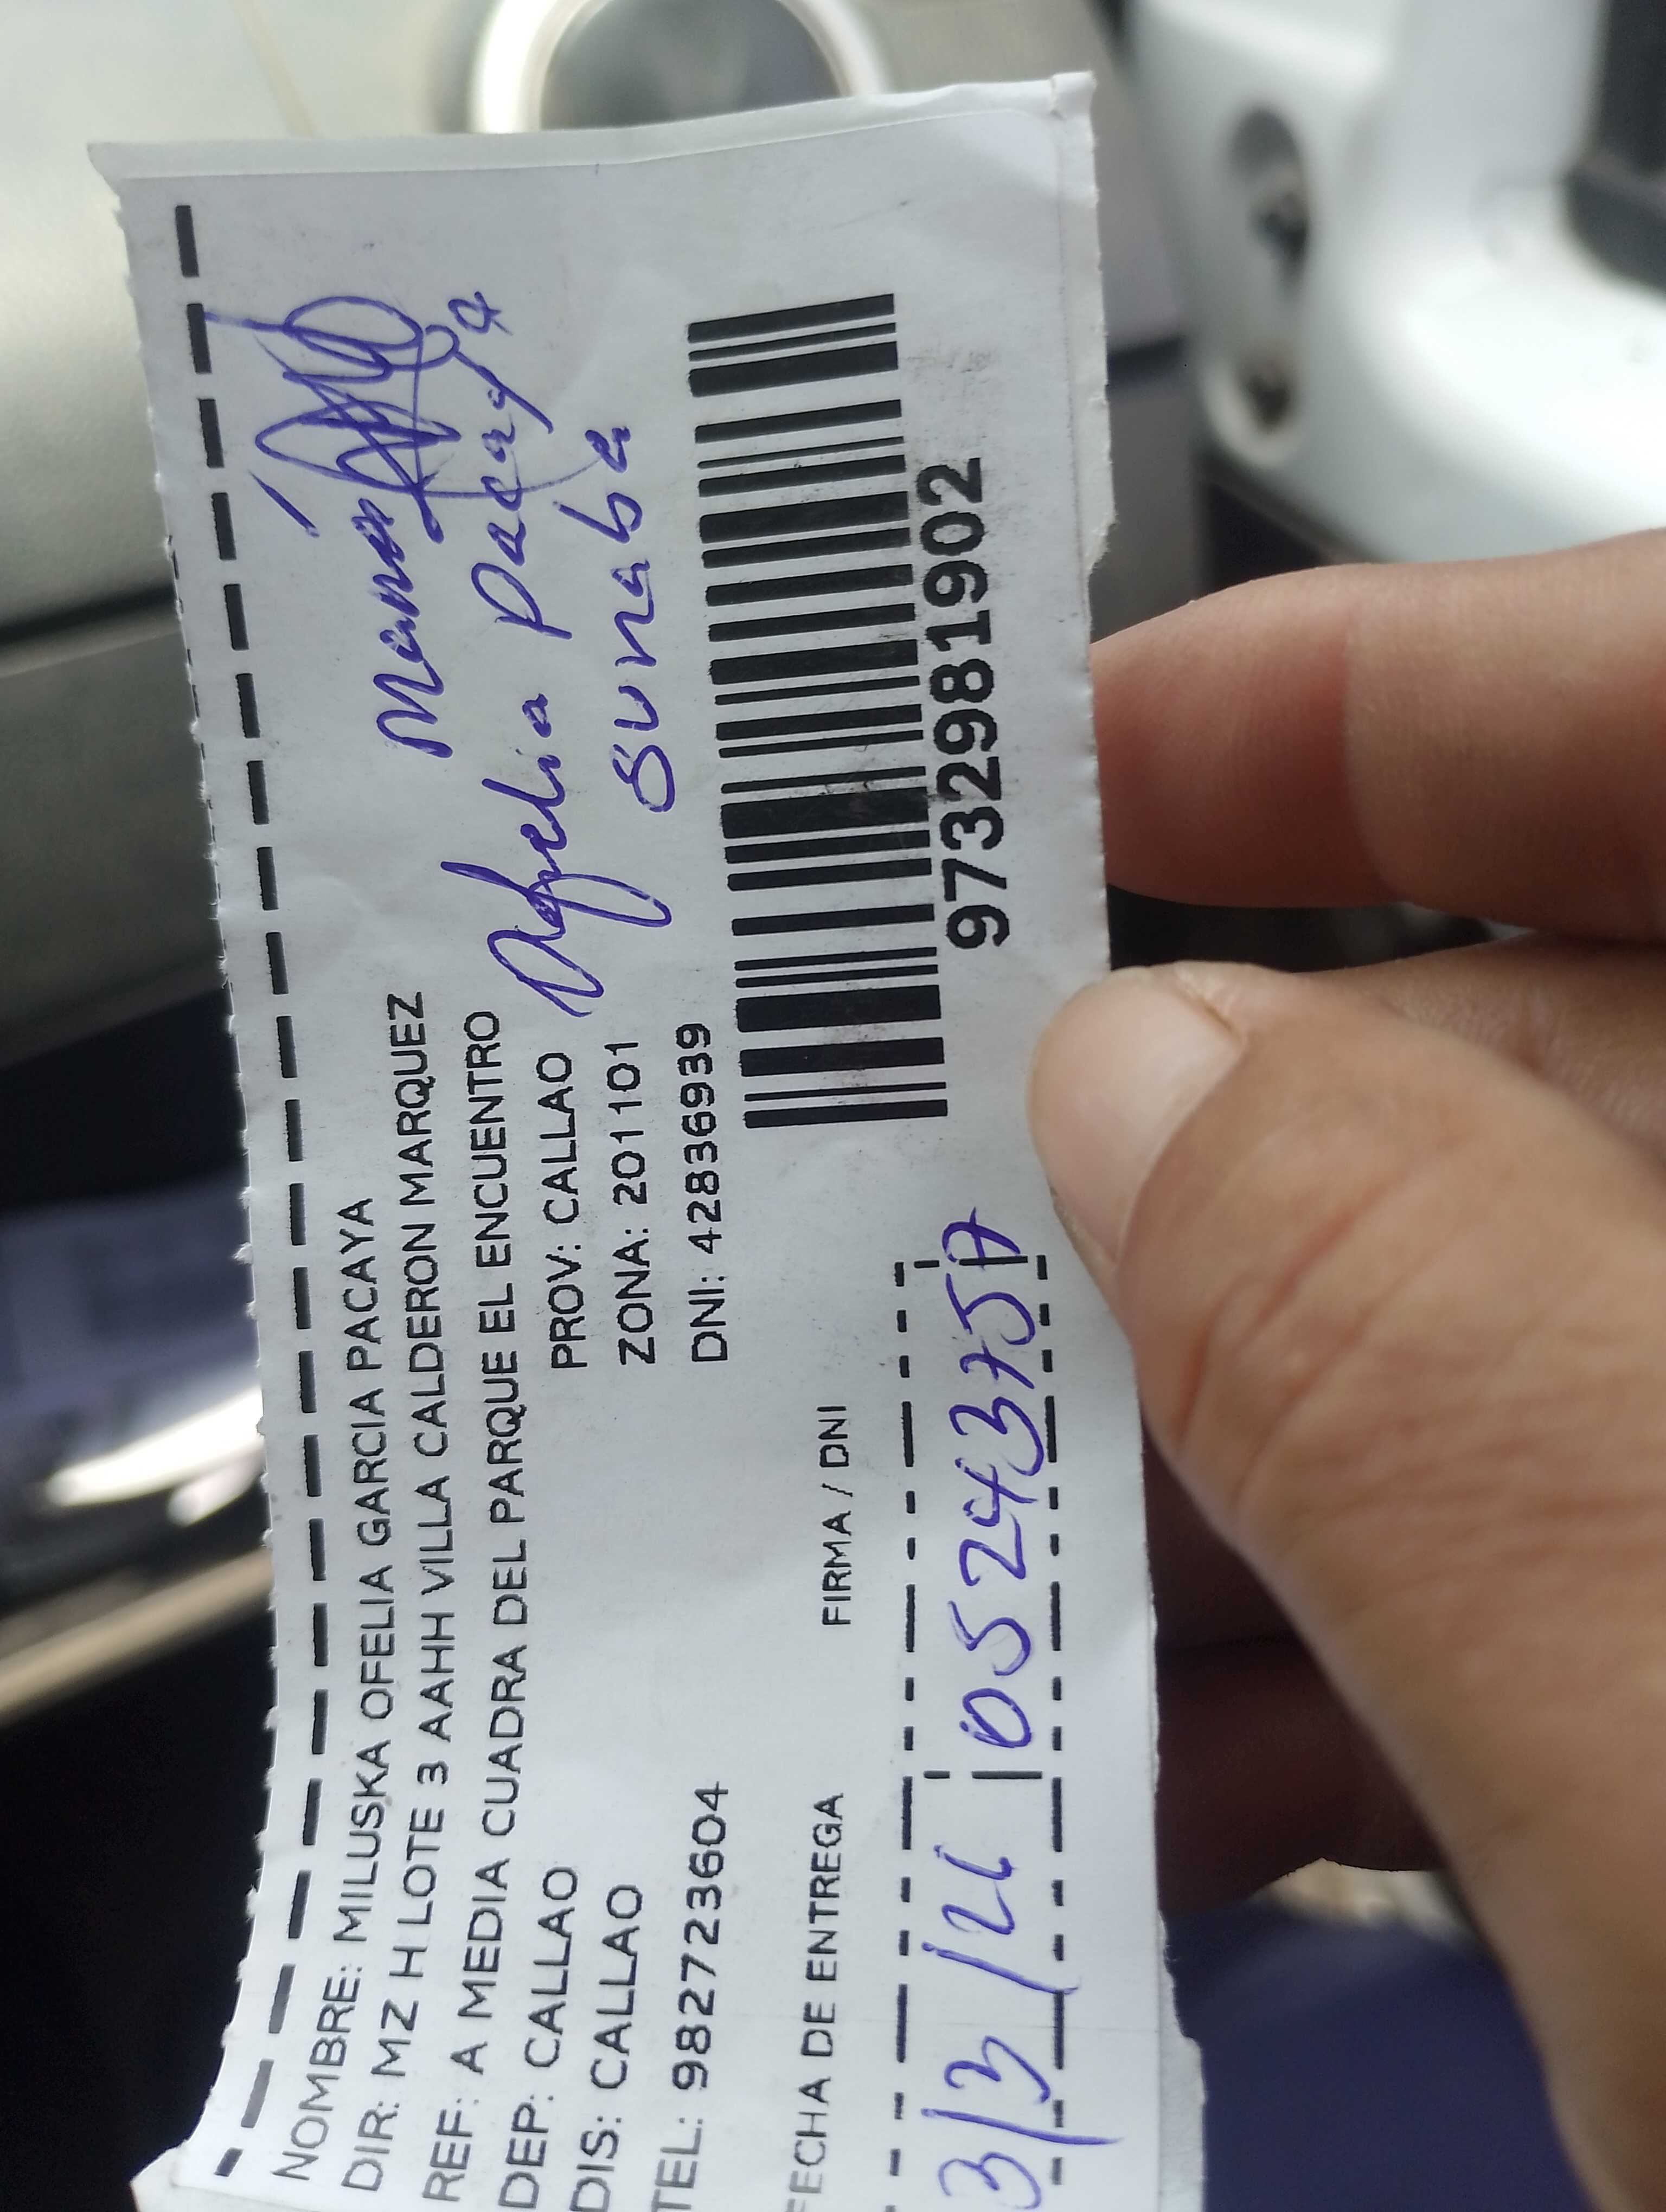 NOMBRE: MILUSKA OFELIA GARCIA PACAYA
DIR: MZ H LOTE 3 AAHH VILLA CALDERON MARQUEZ
REF: A MEDIA CUADRA DEL PARQUE EL ENCUENTRO
DEP: CALLAO PROV: CALLAO
DIS: CALLAO ZONA: 201101
TEL: 982723604 DNI: 42836939
Ofelia Pacaya
FECHA DE ENTREGA FIRMA / DNI
3/3/21 05243751
9732981902